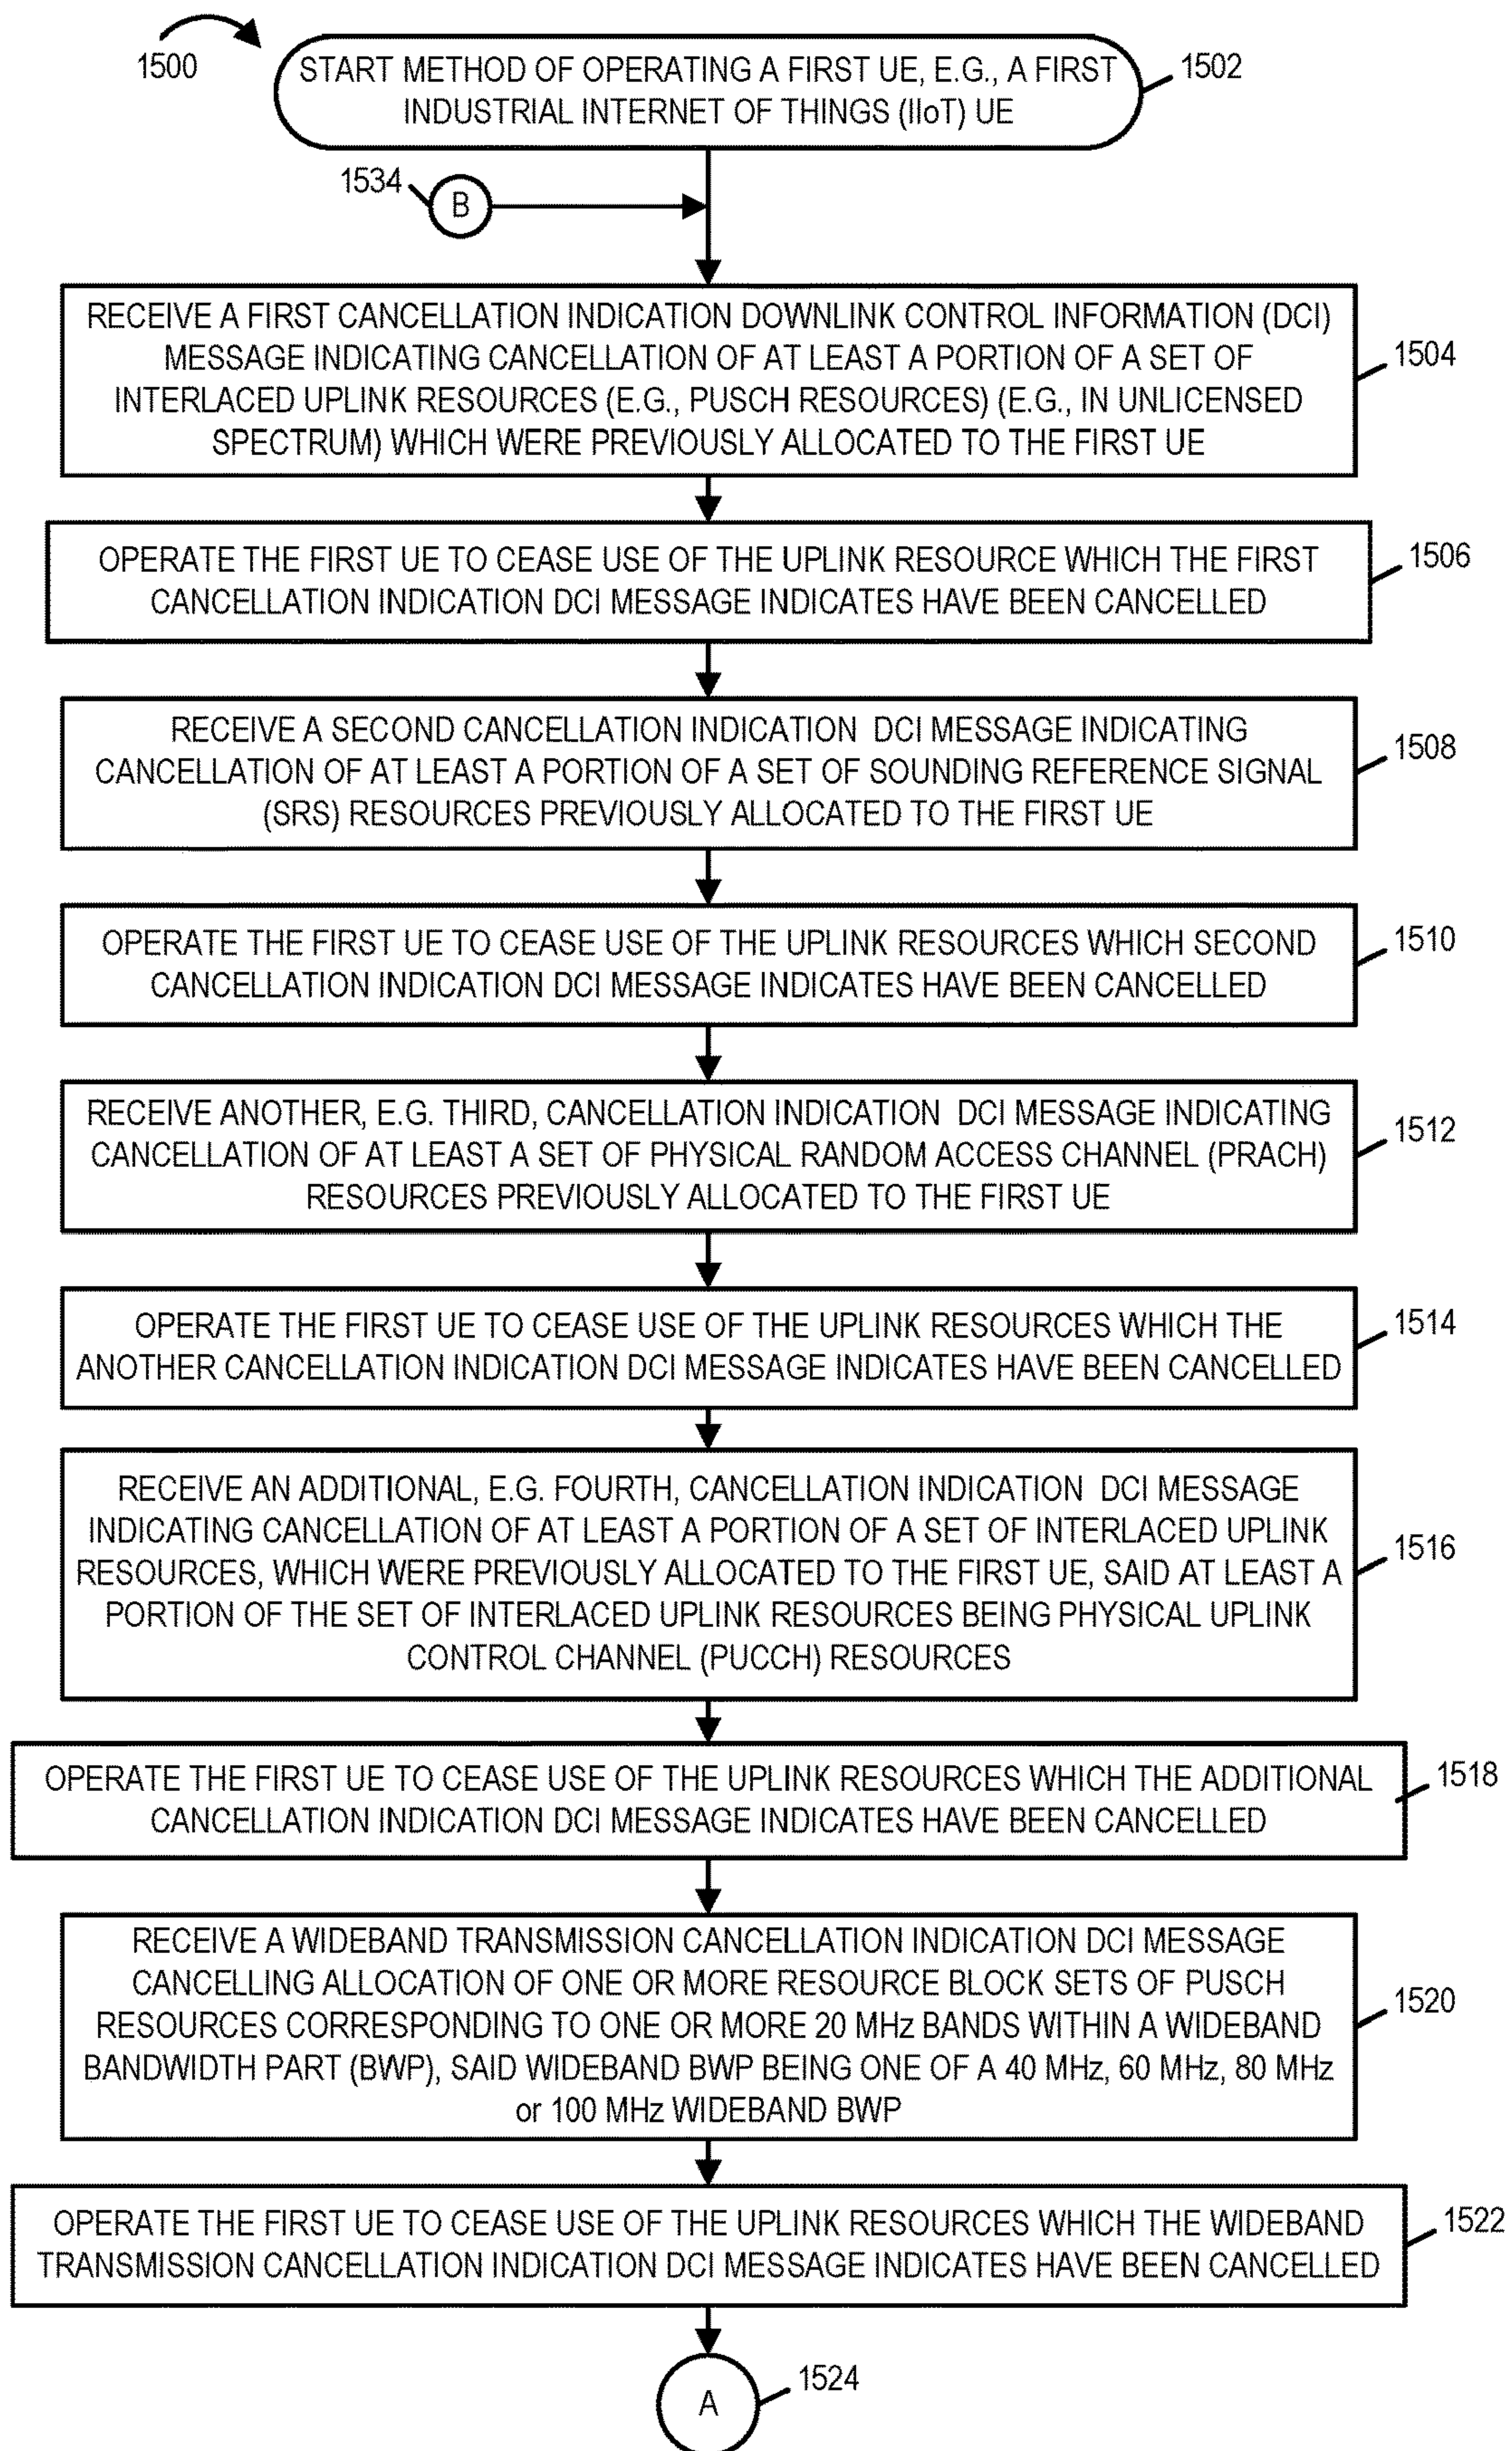 1500
START METHOD OF OPERATING A FIRST UE, E.G., A FIRST
INDUSTRIAL INTERNET OF THINGS (IIoT) UE
1502
1534
B
RECEIVE A FIRST CANCELLATION INDICATION DOWNLINK CONTROL INFORMATION (DCI)
MESSAGE INDICATING CANCELLATION OF AT LEAST A PORTION OF A SET OF
INTERLACED UPLINK RESOURCES (E.G., PUSCH RESOURCES) (E.G., IN UNLICENSED
SPECTRUM) WHICH WERE PREVIOUSLY ALLOCATED TO THE FIRST UE
1504
OPERATE THE FIRST UE TO CEASE USE OF THE UPLINK RESOURCE WHICH THE FIRST
CANCELLATION INDICATION DCI MESSAGE INDICATES HAVE BEEN CANCELLED
1506
RECEIVE A SECOND CANCELLATION INDICATION DCI MESSAGE INDICATING
CANCELLATION OF AT LEAST A PORTION OF A SET OF SOUNDING REFERENCE SIGNAL
(SRS) RESOURCES PREVIOUSLY ALLOCATED TO THE FIRST UE
1508
OPERATE THE FIRST UE TO CEASE USE OF THE UPLINK RESOURCES WHICH SECOND
CANCELLATION INDICATION DCI MESSAGE INDICATES HAVE BEEN CANCELLED
1510
RECEIVE ANOTHER, E.G. THIRD, CANCELLATION INDICATION DCI MESSAGE INDICATING
CANCELLATION OF AT LEAST A SET OF PHYSICAL RANDOM ACCESS CHANNEL (PRACH)
RESOURCES PREVIOUSLY ALLOCATED TO THE FIRST UE
1512
OPERATE THE FIRST UE TO CEASE USE OF THE UPLINK RESOURCES WHICH THE
ANOTHER CANCELLATION INDICATION DCI MESSAGE INDICATES HAVE BEEN CANCELLED
1514
RECEIVE AN ADDITIONAL, E.G. FOURTH, CANCELLATION INDICATION DCI MESSAGE
INDICATING CANCELLATION OF AT LEAST A PORTION OF A SET OF INTERLACED UPLINK
RESOURCES, WHICH WERE PREVIOUSLY ALLOCATED TO THE FIRST UE, SAID AT LEAST A
PORTION OF THE SET OF INTERLACED UPLINK RESOURCES BEING PHYSICAL UPLINK
CONTROL CHANNEL (PUCCH) RESOURCES
1516
OPERATE THE FIRST UE TO CEASE USE OF THE UPLINK RESOURCES WHICH THE ADDITIONAL
CANCELLATION INDICATION DCI MESSAGE INDICATES HAVE BEEN CANCELLED
1518
RECEIVE A WIDEBAND TRANSMISSION CANCELLATION INDICATION DCI MESSAGE
CANCELLING ALLOCATION OF ONE OR MORE RESOURCE BLOCK SETS OF PUSCH
RESOURCES CORRESPONDING TO ONE OR MORE 20 MHz BANDS WITHIN A WIDEBAND
BANDWIDTH PART (BWP), SAID WIDEBAND BWP BEING ONE OF A 40 MHz, 60 MHz, 80 MHz
or 100 MHz WIDEBAND BWP
1520
OPERATE THE FIRST UE TO CEASE USE OF THE UPLINK RESOURCES WHICH THE WIDEBAND
TRANSMISSION CANCELLATION INDICATION DCI MESSAGE INDICATES HAVE BEEN CANCELLED
1522
A
1524